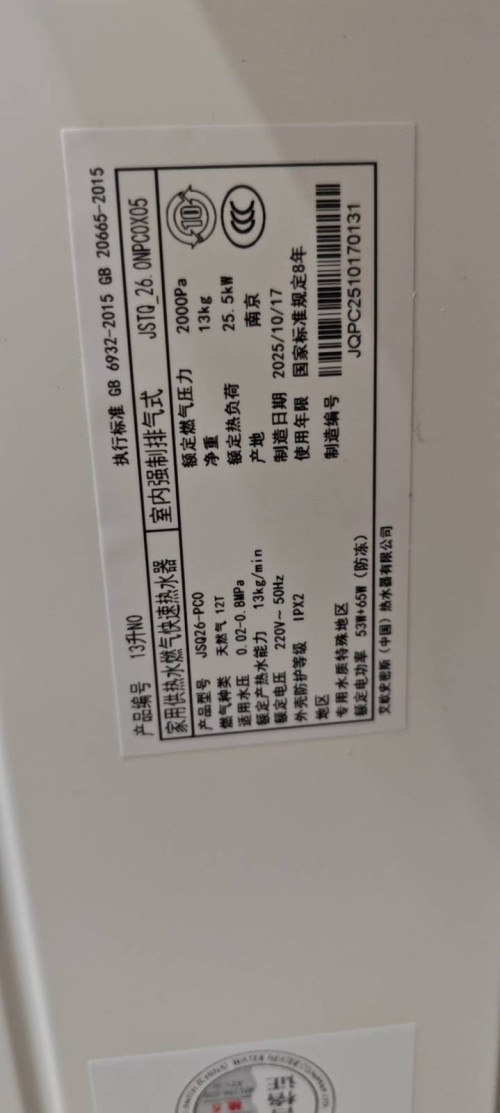 产品编号 13升NO 执行标准 GB 6932-2015 GB 20665-2015
家用供热水燃气快速热水器 室内强制排气式 JSTQ_26.0NPC0X05
产品型号 JSQ26-PC0 额定燃气压力 2000Pa
燃气种类 天然气 12T 净重 13kg
适用水压 0.02-0.8MPa 额定热负荷 25.5kW
额定产热水能力 13kg/min 产地 南京
额定电压 220V~ 50Hz 制造日期 2025/10/17
外壳防护等级 IPX2 使用年限 国家标准规定8年
地区
专用水质特殊地区 制造编号 JQPC2510170131
额定电功率 53W+65W(防冻)
艾欧史密斯(中国)热水器有限公司
10
CCC